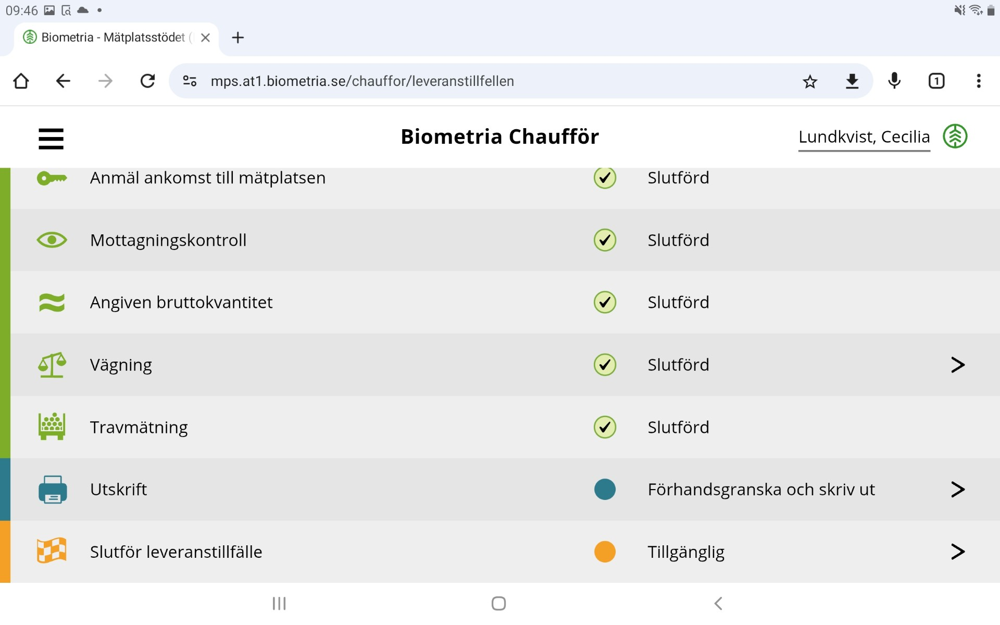 09:46
Biometria - Mätplatsstödet (
mps.at1.biometria.se/chauffor/leveranstillfellen
1
Biometria Chaufför
Lundkvist, Cecilia
Anmäl ankomst till mätplatsen Slutförd
Mottagningskontroll Slutförd
Angiven bruttokvantitet Slutförd
Vägning Slutförd
Travmätning Slutförd
Utskrift Förhandsgranska och skriv ut
Slutför leveranstillfälle Tillgänglig